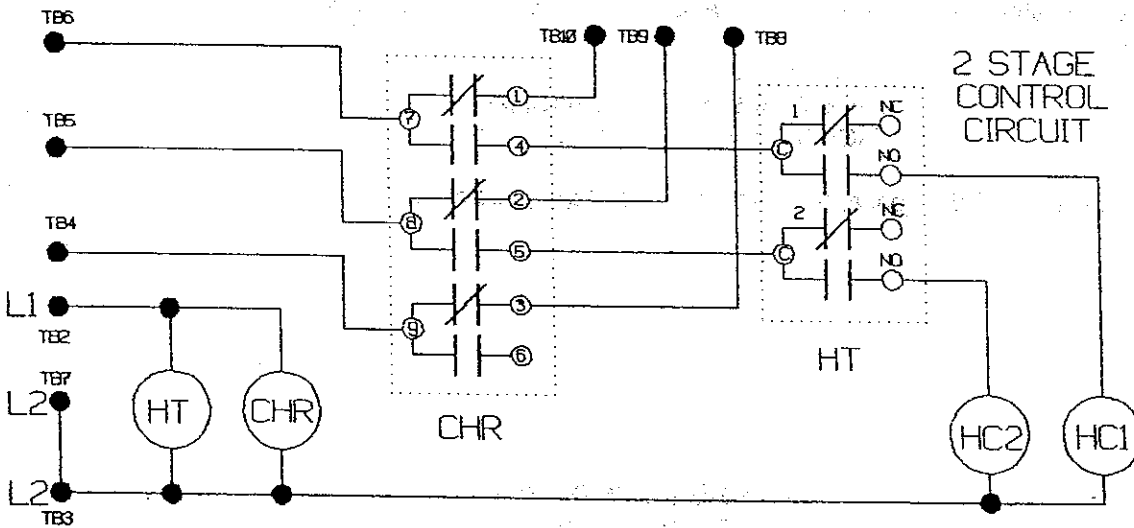 TB6
TB10 TB9 TB8
2 STAGE
CONTROL
CIRCUIT
1
7
1 NC
4
C
TB5
NO
2
8
2 NC
5
C
NO
TB4
3
L1
TB2
9
6
HT
TB7
L2
HT
CHR
CHR
HC2
HC1
L2
TB3